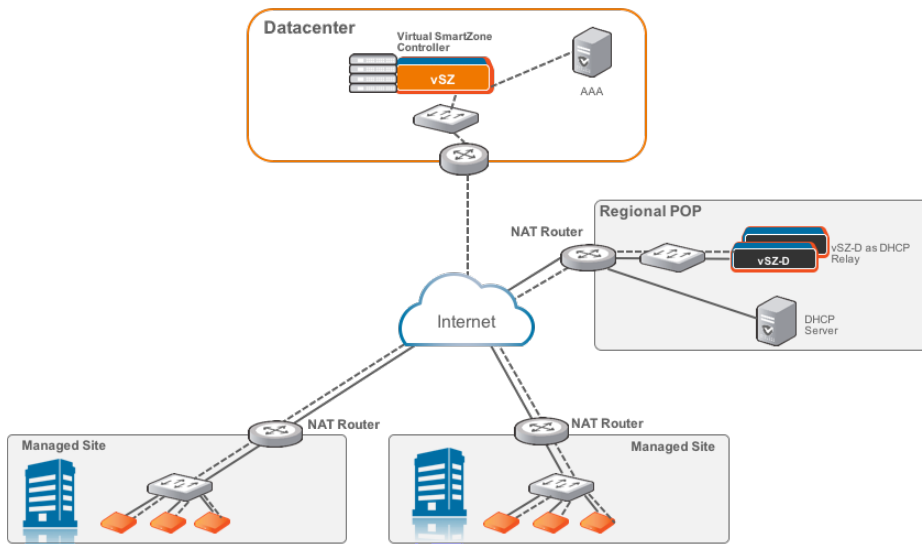 Datacenter
Virtual SmartZone
Controller
vSZ
AAA
Regional POP
NAT Router
vSZ-D as DHCP
Relay
vSZ-D
Internet
DHCP
Server
NAT Router
NAT Router
Managed Site
Managed Site